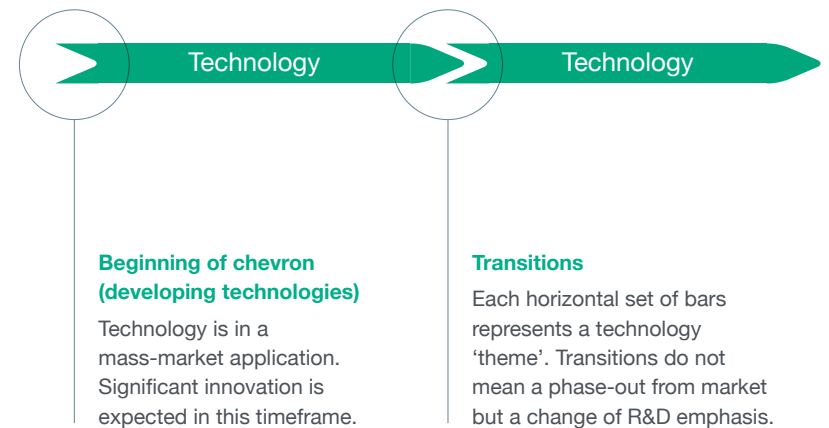 Technology
Technology
Beginning of chevron
(developing technologies)
Technology is in a
mass-market application.
Significant innovation is
expected in this timeframe.
Transitions
Each horizontal set of bars
represents a technology
‘theme’. Transitions do not
mean a phase-out from market
but a change of R&D emphasis.